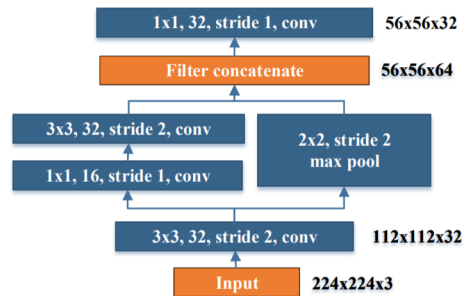 1x1, 32, stride 1, conv
56x56x32
Filter concatenate
56x56x64
3x3, 32, stride 2, conv
2x2, stride 2
max pool
1x1, 16, stride 1, conv
3x3, 32, stride 2, conv
112x112x32
Input
224x224x3